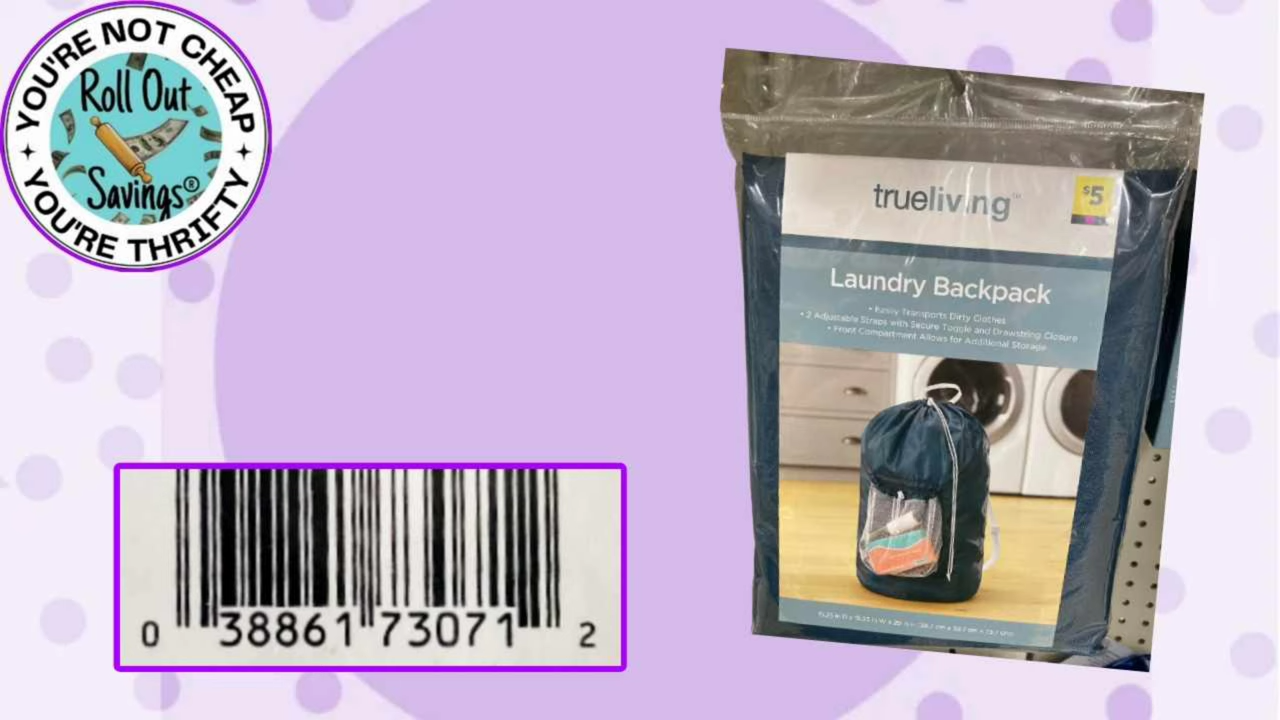 YOU'RE NOT CHEAP
Roll Out
Savings®
YOU'RE THRIFTY
trueliving™
$5
Laundry Backpack
• Easily Transports Dirty Clothes
• 2 Adjustable Straps with Secure Toggle and Drawstring Closure
• Front Compartment Allows for Additional Storage
0 38861 73071 2